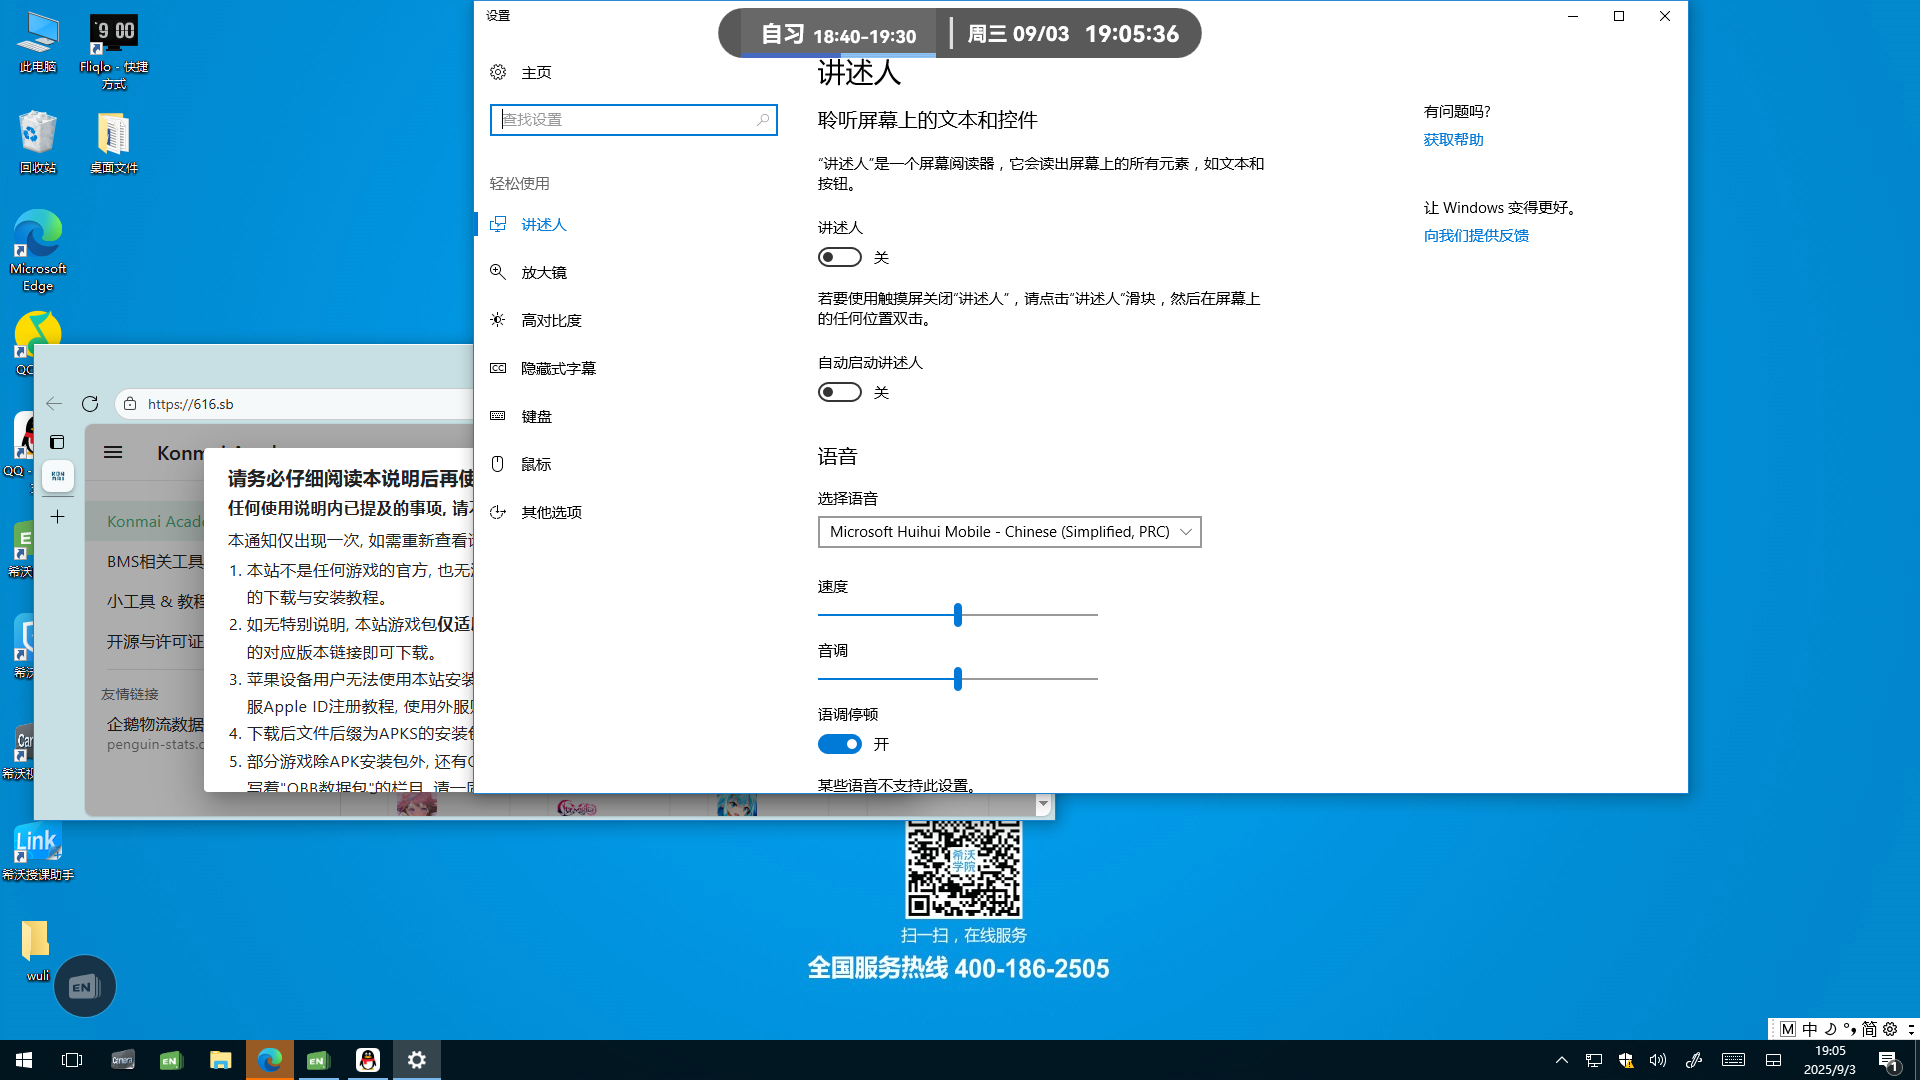 此电脑
9 00
Fliqlo - 快捷
方式
回收站
桌面文件
Microsoft
Edge
QQ -
希沃授课助手
Link
wuli
EN
设置
自习 18:40-19:30
周三 09/03 19:05:36
主页
查找设置
轻松使用
讲述人
放大镜
高对比度
隐藏式字幕
键盘
鼠标
其他选项
讲述人
聆听屏幕上的文本和控件
“讲述人”是一个屏幕阅读器，它会读出屏幕上的所有元素，如文本和
按钮。
讲述人
关
若要使用触摸屏关闭“讲述人”，请点击“讲述人”滑块，然后在屏幕上
的任何位置双击。
自动启动讲述人
关
语音
选择语音
Microsoft Huihui Mobile - Chinese (Simplified, PRC)
速度
音调
语调停顿
开
某些语音不支持此设置。
有问题吗?
获取帮助
让 Windows 变得更好。
向我们提供反馈
https://616.sb
Konmai Acad
BMS相关工具
小工具 & 教程
开源与许可证
友情链接
企鹅物流数据
penguin-stats.
请务必仔细阅读本说明后再使
任何使用说明内已提及的事项, 请
本通知仅出现一次, 如需重新查看
1. 本站不是任何游戏的官方, 也无
的下载与安装教程。
2. 如无特别说明, 本站游戏包仅适
的对应版本链接即可下载。
3. 苹果设备用户无法使用本站安装
服Apple ID注册教程, 使用外服
4. 下载后文件后缀为APKS的安装
5. 部分游戏除APK安装包外, 还有
写着"OBB数据包"的栏目, 请一
希沃学院
扫一扫，在线服务
全国服务热线 400-186-2505
M 中 简
Camera
EN
EN
19:05
2025/9/3
1